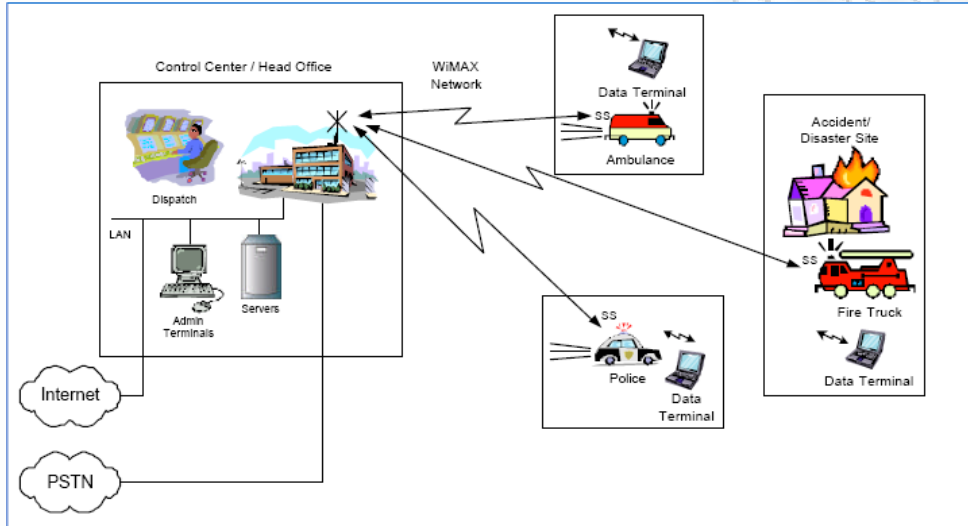 Control Center / Head Office
WiMAX
Network
Data Terminal
SS
Ambulance
Accident/
Disaster Site
Dispatch
LAN
Admin
Terminals
Servers
SS
Fire Truck
Data Terminal
SS
Police
Data
Terminal
Internet
PSTN